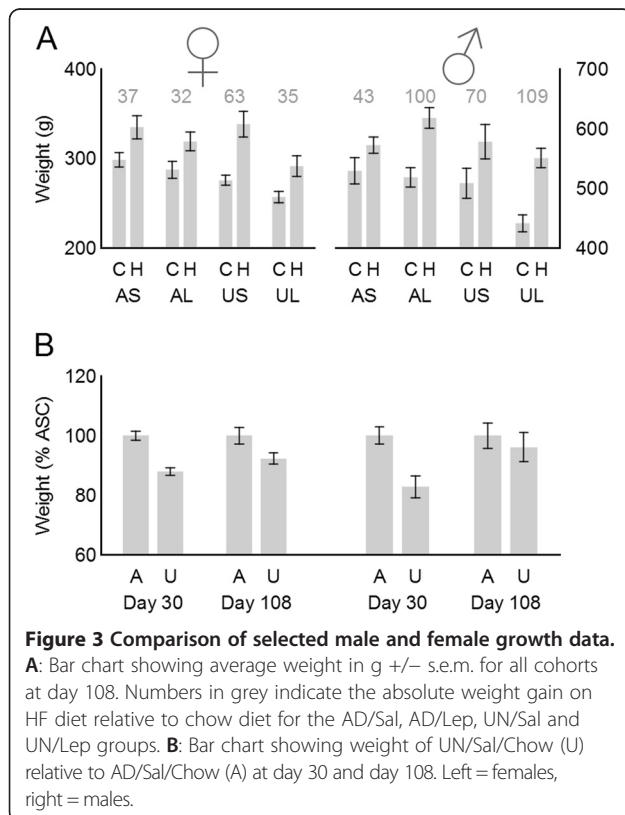 A
400
700
37 32 63 35
43 100 70 109
Weight (g)
600
300
500
200
400
C H C H C H C H
C H C H C H C H
AS AL US UL
AS AL US UL
B
120
Weight (% ASC)
100
80
60
A U A U
A U A U
Day 30 Day 108
Day 30 Day 108
Figure 3 Comparison of selected male and female growth data.
A: Bar chart showing average weight in g +/− s.e.m. for all cohorts
at day 108. Numbers in grey indicate the absolute weight gain on
HF diet relative to chow diet for the AD/Sal, AD/Lep, UN/Sal and
UN/Lep groups. B: Bar chart showing weight of UN/Sal/Chow (U)
relative to AD/Sal/Chow (A) at day 30 and day 108. Left = females,
right = males.